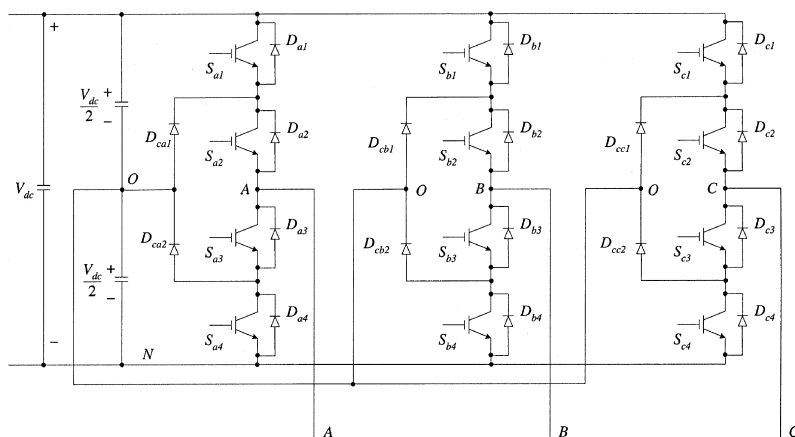 +
D_a1 D_b1 D_c1
S_a1 S_b1 S_c1
V_dc/2 + −
D_ca1 D_a2 D_cb1 D_b2 D_cc1 D_c2
S_a2 S_b2 S_c2
V_dc O A O B O C
D_ca2 D_a3 D_cb2 D_b3 D_cc2 D_c3
S_a3 S_b3 S_c3
V_dc/2 + −
D_a4 D_b4 D_c4
S_a4 S_b4 S_c4
− N
A B C